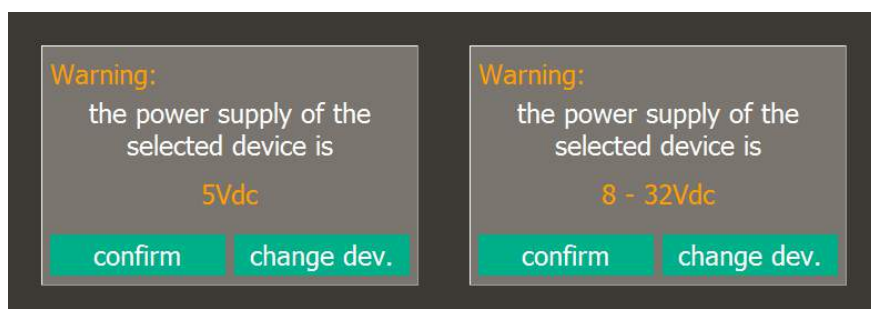 Warning:
the power supply of the
selected device is
5Vdc
confirm
change dev.
Warning:
the power supply of the
selected device is
8 - 32Vdc
confirm
change dev.